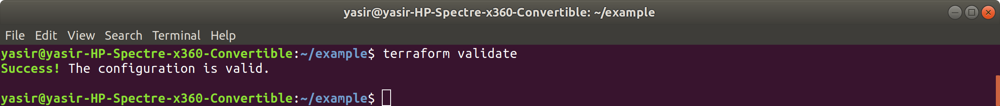 yasir@yasir-HP-Spectre-x360-Convertible: ~/example
File Edit View Search Terminal Help
yasir@yasir-HP-Spectre-x360-Convertible:~/example$ terraform validate
Success! The configuration is valid.
yasir@yasir-HP-Spectre-x360-Convertible:~/example$